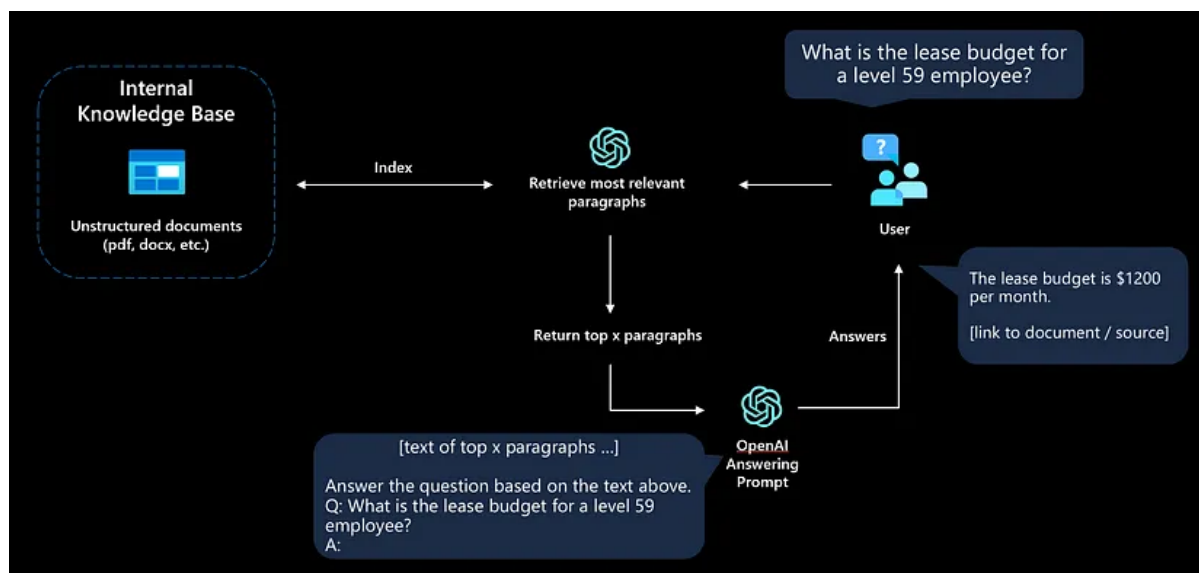 What is the lease budget for
a level 59 employee?
Internal
Knowledge Base
Index
Retrieve most relevant
paragraphs
?
Unstructured documents
(pdf, docx, etc.)
User
The lease budget is $1200
per month.
[link to document / source]
Return top x paragraphs
Answers
[text of top x paragraphs ...]
Answer the question based on the text above.
Q: What is the lease budget for a level 59
employee?
A:
OpenAI
Answering
Prompt